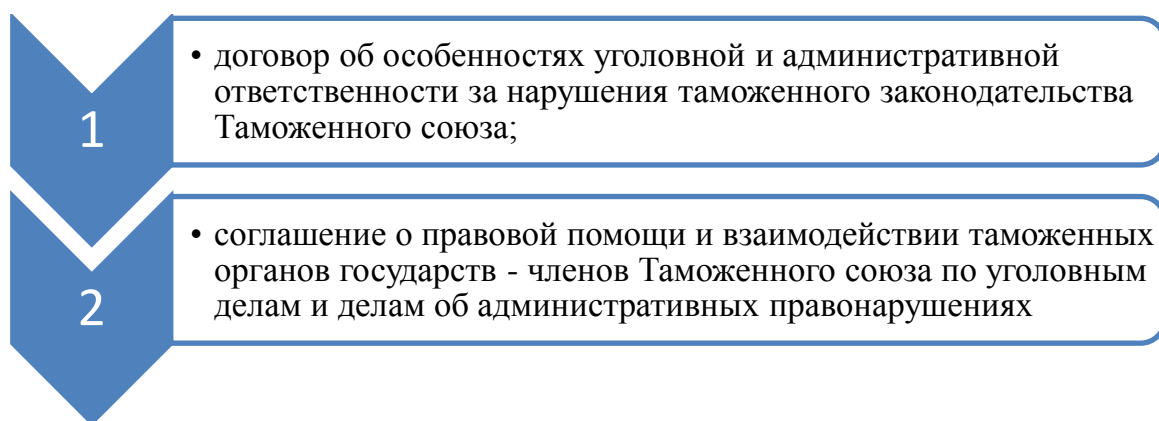 1
• договор об особенностях уголовной и административной
ответственности за нарушения таможенного законодательства
Таможенного союза;
2
• соглашение о правовой помощи и взаимодействии таможенных
органов государств - членов Таможенного союза по уголовным
делам и делам об административных правонарушениях